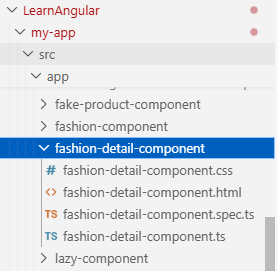 LearnAngular
my-app
src
app
fake-product-component
fashion-component
fashion-detail-component
# fashion-detail-component.css
<> fashion-detail-component.html
TS fashion-detail-component.spec.ts
TS fashion-detail-component.ts
lazy-component